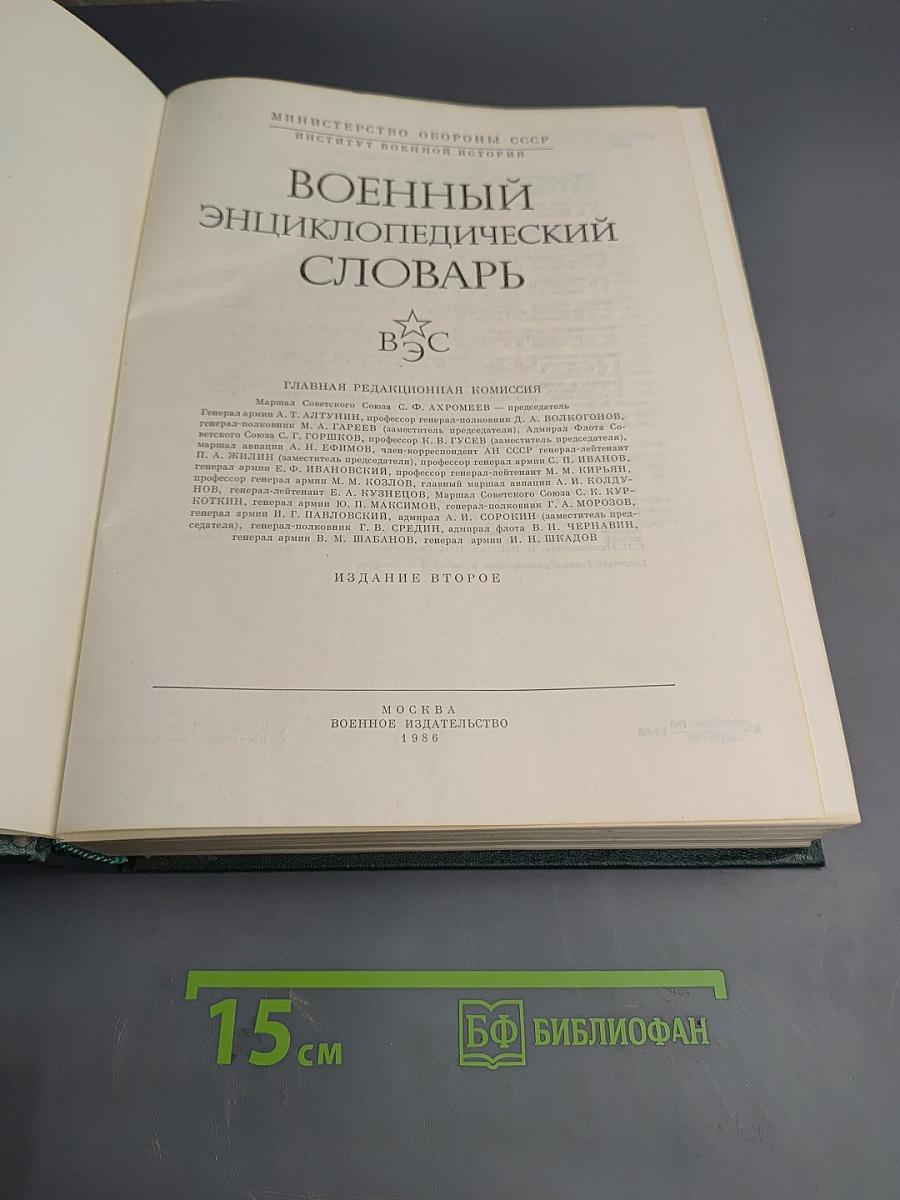 МИНИСТЕРСТВО ОБОРОНЫ СССР
ИНСТИТУТ ВОЕННОЙ ИСТОРИИ
ВОЕННЫЙ
ЭНЦИКЛОПЕДИЧЕСКИЙ
СЛОВАРЬ
ВЭС
ГЛАВНАЯ РЕДАКЦИОННАЯ КОМИССИЯ
Маршал Советского Союза С. Ф. АХРОМЕЕВ — председатель
Генерал армии А. Т. АЛТУНИН, профессор генерал-полковник Д. А. ВОЛКОГОНОВ,
генерал-полковник М. А. ГАРЕЕВ (заместитель председателя), Адмирал Флота Со-
ветского Союза С. Г. ГОРШКОВ, профессор К. В. ГУСЕВ (заместитель председателя),
маршал авиации А. Н. ЕФИМОВ, член-корреспондент АН СССР генерал-лейтенант
П. А. ЖИЛИН (заместитель председателя), профессор генерал армии С. П. ИВАНОВ,
генерал армии Е. Ф. ИВАНОВСКИЙ, профессор генерал-лейтенант М. М. КИРЬЯН,
профессор генерал армии М. М. КОЗЛОВ, главный маршал авиации А. И. КОЛДУ-
НОВ, генерал-лейтенант Е. А. КУЗНЕЦОВ, Маршал Советского Союза С. К. КУР-
КОТКИН, генерал армии Ю. П. МАКСИМОВ, генерал-полковник Г. А. МОРОЗОВ,
генерал армии И. Г. ПАВЛОВСКИЙ, адмирал А. И. СОРОКИН (заместитель пред-
седателя), генерал-полковник Г. В. СРЕДИН, адмирал флота В. Н. ЧЕРНАВИН,
генерал армии В. М. ШАБАНОВ, генерал армии И. Н. ШКАДОВ
ИЗДАНИЕ ВТОРОЕ
МОСКВА
ВОЕННОЕ ИЗДАТЕЛЬСТВО
1986
15 см
БФ БИБЛИОФАН